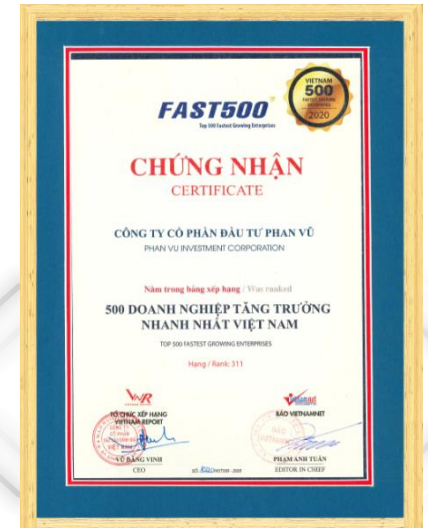 FAST500
Top 500 Fastest Growing Enterprises
VIETNAM
500
2020
CHỨNG NHẬN
CERTIFICATE
CÔNG TY CỔ PHẦN ĐẦU TƯ PHAN VŨ
PHAN VU INVESTMENT CORPORATION
Nằm trong bảng xếp hạng / Was ranked
500 DOANH NGHIỆP TĂNG TRƯỞNG
NHANH NHẤT VIỆT NAM
TOP 500 FASTEST GROWING ENTERPRISES
Hạng / Rank: 311
VNR
TỔ CHỨC XẾP HẠNG
VIETNAM REPORT
VŨ ĐĂNG VINH
CEO
BÁO VIETNAMNET
PHẠM ANH TUẤN
EDITOR IN CHIEF